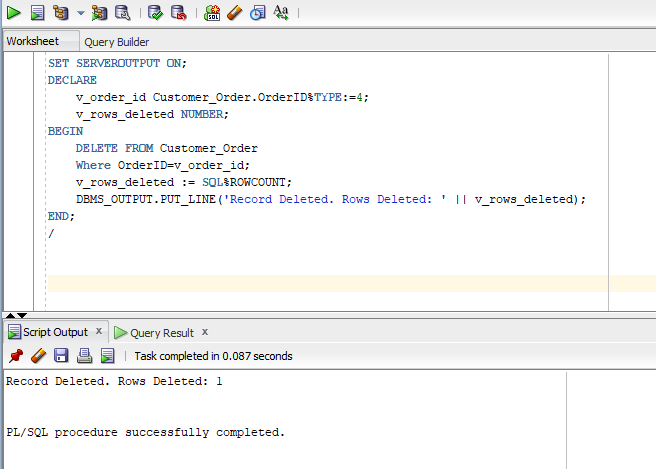 SQL
Aa
Worksheet Query Builder
SET SERVEROUTPUT ON;
DECLARE
    v_order_id Customer_Order.OrderID%TYPE:=4;
    v_rows_deleted NUMBER;
BEGIN
    DELETE FROM Customer_Order
    Where OrderID=v_order_id;
    v_rows_deleted := SQL%ROWCOUNT;
    DBMS_OUTPUT.PUT_LINE('Record Deleted. Rows Deleted: ' || v_rows_deleted);
END;
/
Script Output x Query Result x
Task completed in 0.087 seconds
Record Deleted. Rows Deleted: 1
PL/SQL procedure successfully completed.